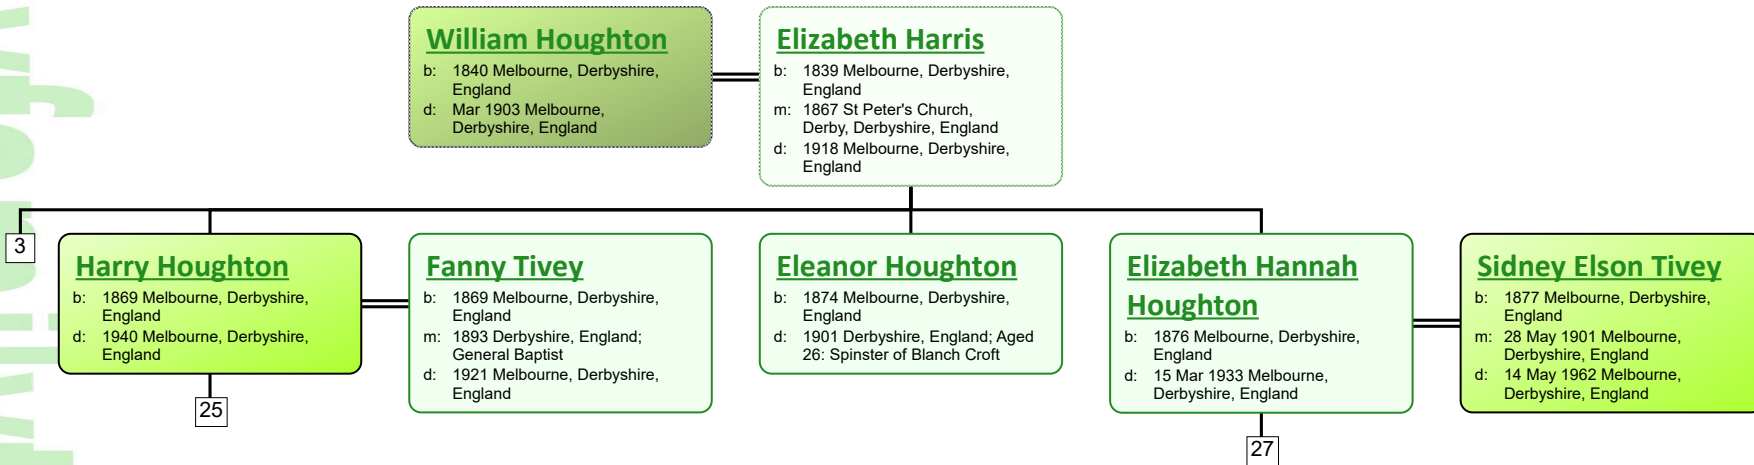 William Houghton
b: 1840 Melbourne, Derbyshire,
England
d: Mar 1903 Melbourne,
Derbyshire, England
Elizabeth Harris
b: 1839 Melbourne, Derbyshire,
England
m: 1867 St Peter's Church,
Derby, Derbyshire, England
d: 1918 Melbourne, Derbyshire,
England
3
Harry Houghton
b: 1869 Melbourne, Derbyshire,
England
d: 1940 Melbourne, Derbyshire,
England
25
Fanny Tivey
b: 1869 Melbourne, Derbyshire,
England
m: 1893 Derbyshire, England;
General Baptist
d: 1921 Melbourne, Derbyshire,
England
Eleanor Houghton
b: 1874 Melbourne, Derbyshire,
England
d: 1901 Derbyshire, England; Aged
26: Spinster of Blanch Croft
Elizabeth Hannah
Houghton
b: 1876 Melbourne, Derbyshire,
England
d: 15 Mar 1933 Melbourne,
Derbyshire, England
27
Sidney Elson Tivey
b: 1877 Melbourne, Derbyshire,
England
m: 28 May 1901 Melbourne,
Derbyshire, England
d: 14 May 1962 Melbourne,
Derbyshire, England